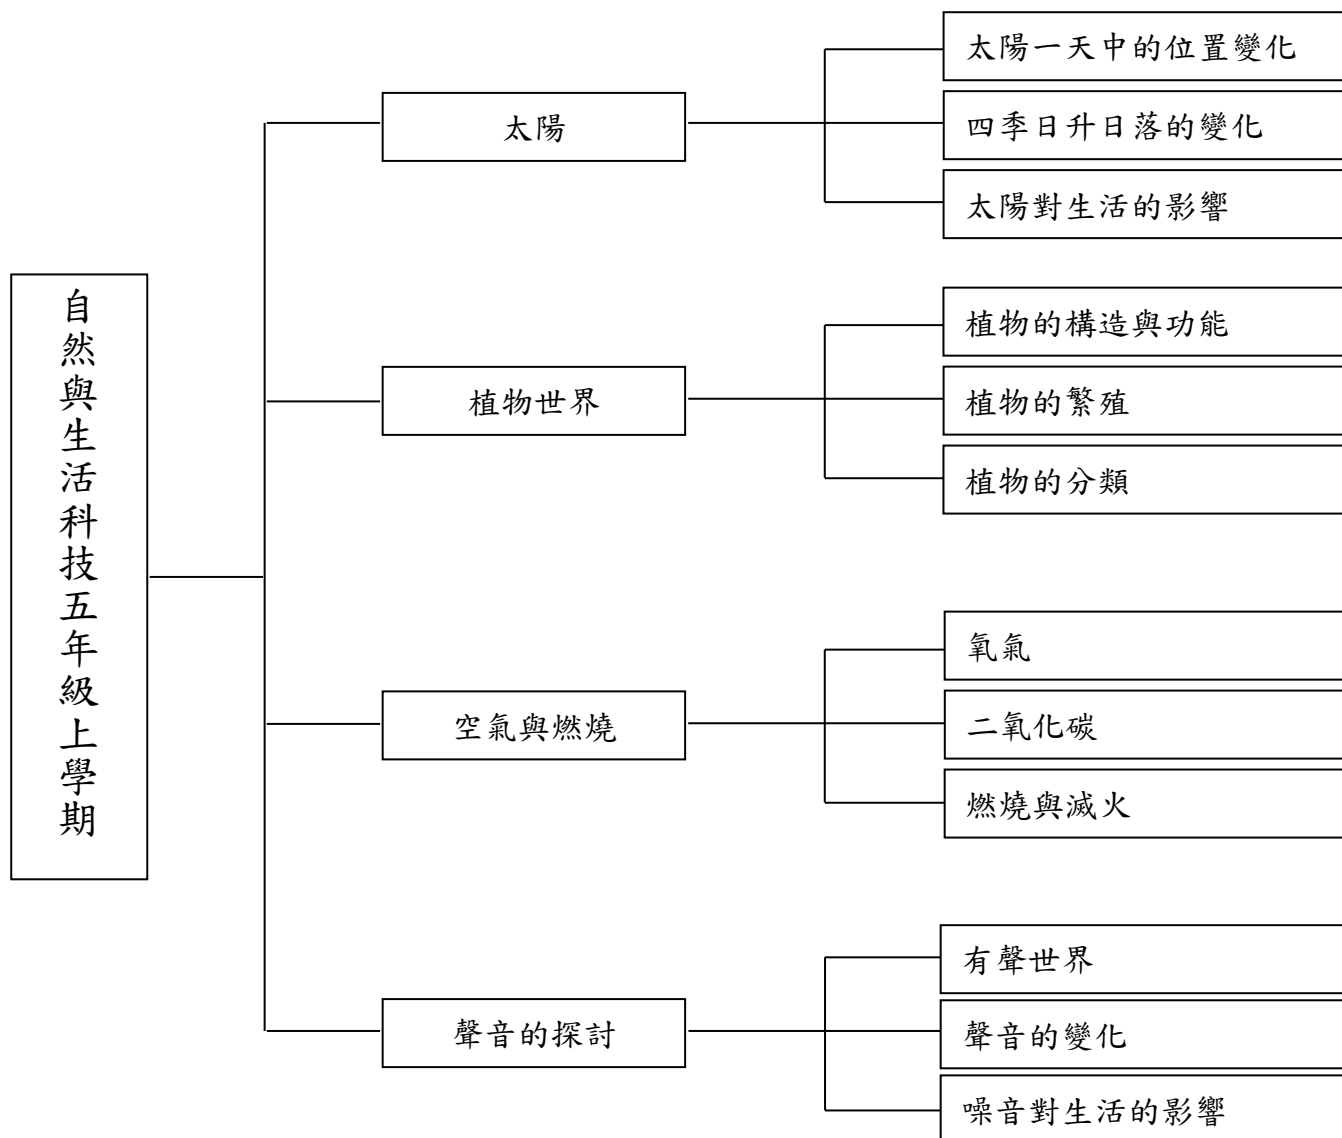 自然與生活科技五年級上學期
太陽
太陽一天中的位置變化
四季日升日落的變化
太陽對生活的影響
植物世界
植物的構造與功能
植物的繁殖
植物的分類
空氣與燃燒
氧氣
二氧化碳
燃燒與滅火
聲音的探討
有聲世界
聲音的變化
噪音對生活的影響